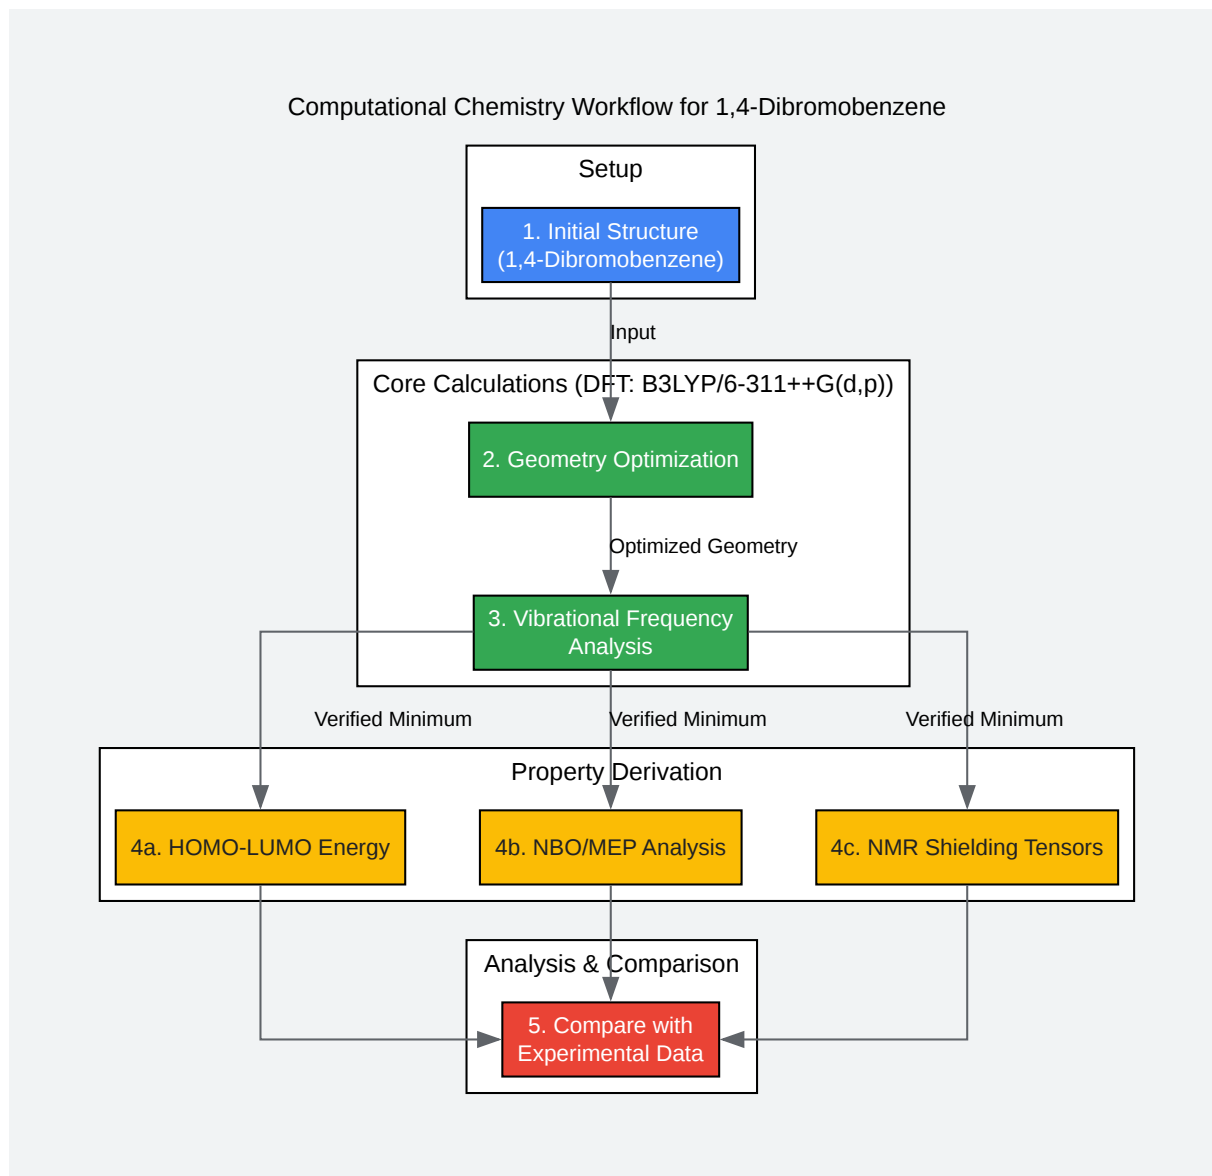 Computational Chemistry Workflow for 1,4-Dibromobenzene
Setup
1. Initial Structure
(1,4-Dibromobenzene)
Input
Core Calculations (DFT: B3LYP/6-311++G(d,p))
2. Geometry Optimization
Optimized Geometry
3. Vibrational Frequency
Analysis
Verified Minimum
Verified Minimum
Verified Minimum
Property Derivation
4a. HOMO-LUMO Energy
4b. NBO/MEP Analysis
4c. NMR Shielding Tensors
Analysis & Comparison
5. Compare with
Experimental Data